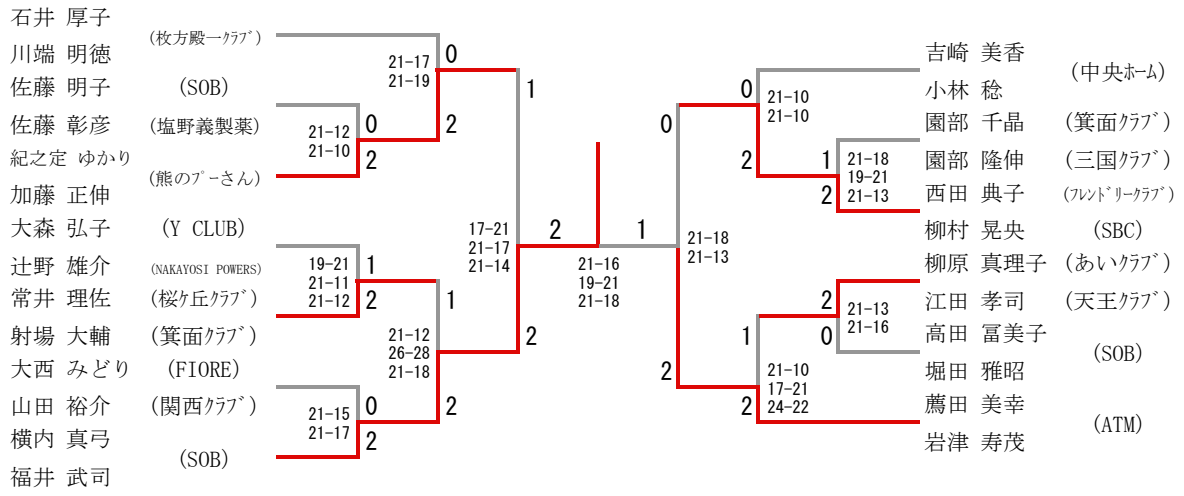 石井 厚子
(枚方殿一ｸﾗﾌﾞ)
川端 明徳
佐藤 明子 (SOB)
佐藤 彰彦 (塩野義製薬)
紀之定 ゆかり
(熊のﾌﾟｰさん)
加藤 正伸
大森 弘子 (Y CLUB)
辻野 雄介 (NAKAYOSI POWERS)
常井 理佐 (桜ケ丘ｸﾗﾌﾞ)
射場 大輔 (箕面ｸﾗﾌﾞ)
大西 みどり (FIORE)
山田 裕介 (関西ｸﾗﾌﾞ)
横内 真弓
(SOB)
福井 武司
21-12
21-10
0
2
21-17
21-19
0
2
19-21
21-11
21-12
1
2
21-15
21-17
0
2
21-12
26-28
21-18
1
2
17-21
21-17
21-14
1
2
2
1
21-16
19-21
21-18
0
2
21-18
21-13
0
2
21-10
21-10
1
2
21-18
19-21
21-13
1
2
21-10
17-21
24-22
2
0
21-13
21-16
吉崎 美香
(中央ﾎｰﾑ)
小林 稔
園部 千晶 (箕面ｸﾗﾌﾞ)
園部 隆伸 (三国ｸﾗﾌﾞ)
西田 典子 (ﾌﾚﾝﾄﾞﾘｰｸﾗﾌﾞ)
柳村 晃央 (SBC)
柳原 真理子 (あいｸﾗﾌﾞ)
江田 孝司 (天王ｸﾗﾌﾞ)
高田 冨美子
(SOB)
堀田 雅昭
薦田 美幸
(ATM)
岩津 寿茂